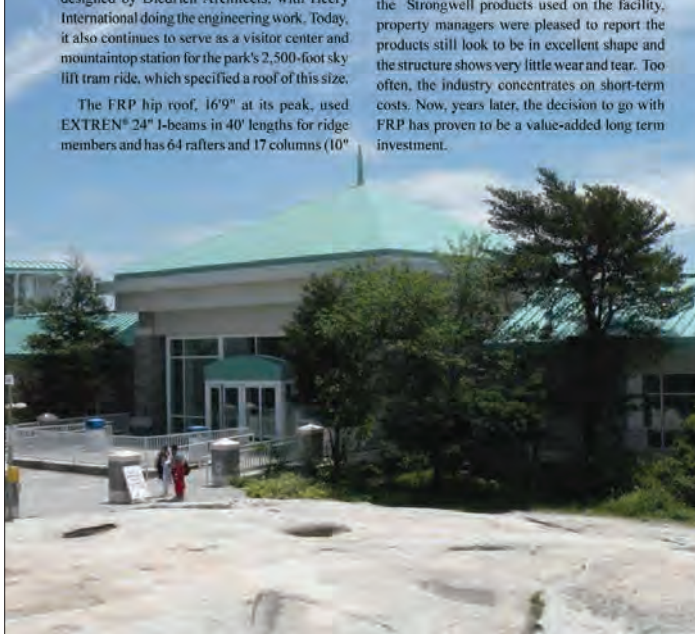 designed by Diedrich Architects, with Heery
International doing the engineering work. Today,
it also continues to serve as a visitor center and
mountaintop station for the park's 2,500-foot sky
lift tram ride, which specified a roof of this size.
The FRP hip roof, 16'9" at its peak, used
EXTREN® 24" I-beams in 40' lengths for ridge
members and has 64 rafters and 17 columns (10"
the Strongwell products used on the facility,
property managers were pleased to report the
products still look to be in excellent shape and
the structure shows very little wear and tear. Too
often, the industry concentrates on short-term
costs. Now, years later, the decision to go with
FRP has proven to be a value-added long term
investment.